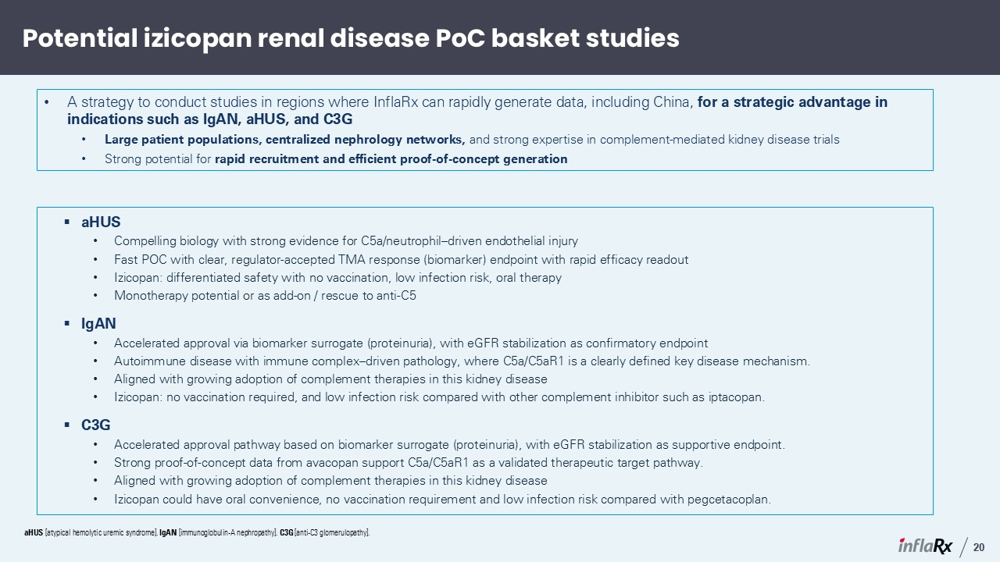 Potential izicopan renal disease PoC basket studies
• A strategy to conduct studies in regions where InflaRx can rapidly generate data, including China, for a strategic advantage in
indications such as IgAN, aHUS, and C3G
• Large patient populations, centralized nephrology networks, and strong expertise in complement-mediated kidney disease trials
• Strong potential for rapid recruitment and efficient proof-of-concept generation
▪ aHUS
• Compelling biology with strong evidence for C5a/neutrophil–driven endothelial injury
• Fast POC with clear, regulator-accepted TMA response (biomarker) endpoint with rapid efficacy readout
• Izicopan: differentiated safety with no vaccination, low infection risk, oral therapy
• Monotherapy potential or as add-on / rescue to anti-C5
▪ IgAN
• Accelerated approval via biomarker surrogate (proteinuria), with eGFR stabilization as confirmatory endpoint
• Autoimmune disease with immune complex–driven pathology, where C5a/C5aR1 is a clearly defined key disease mechanism.
• Aligned with growing adoption of complement therapies in this kidney disease
• Izicopan: no vaccination required, and low infection risk compared with other complement inhibitor such as iptacopan.
▪ C3G
• Accelerated approval pathway based on biomarker surrogate (proteinuria), with eGFR stabilization as supportive endpoint.
• Strong proof-of-concept data from avacopan support C5a/C5aR1 as a validated therapeutic target pathway.
• Aligned with growing adoption of complement therapies in this kidney disease
• Izicopan could have oral convenience, no vaccination requirement and low infection risk compared with pegcetacoplan.
aHUS [atypical hemolytic uremic syndrome]. IgAN [immunoglobulin-A nephropathy]. C3G [anti-C3 glomerulopathy].
inflaRx / 20